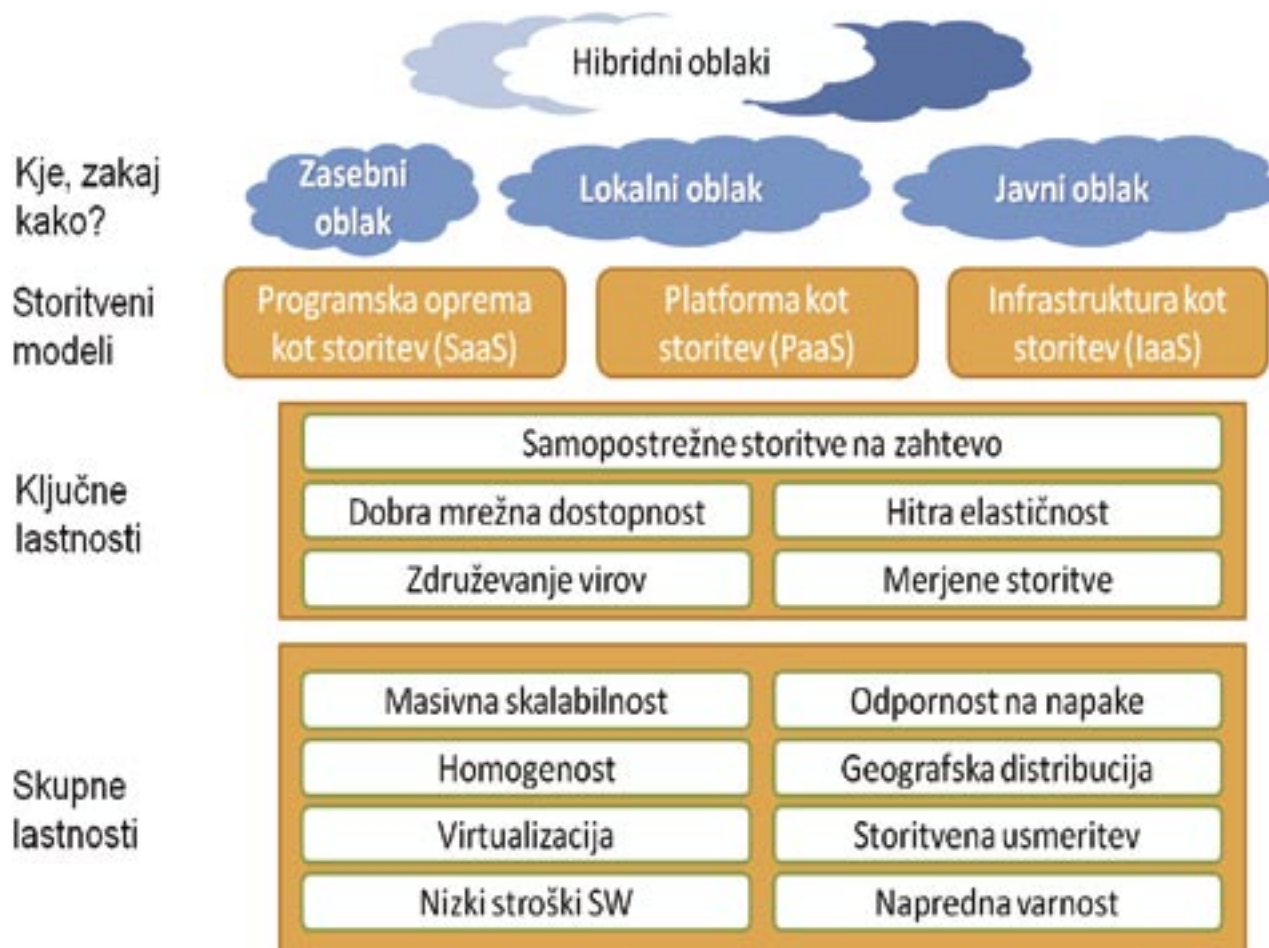 Hibridni oblaki
Kje, zakaj
kako?
Zasebni
oblak
Lokalni oblak
Javni oblak
Storitveni
modeli
Programska oprema
kot storitev (SaaS)
Platforma kot
storitev (PaaS)
Infrastruktura kot
storitev (IaaS)
Ključne
lastnosti
Samopostrežne storitve na zahtevo
Dobra mrežna dostopnost
Hitra elastičnost
Združevanje virov
Merjene storitve
Skupne
lastnosti
Masivna skalabilnost
Odpornost na napake
Homogenost
Geografska distribucija
Virtualizacija
Storitvena usmeritev
Nizki stroški SW
Napredna varnost